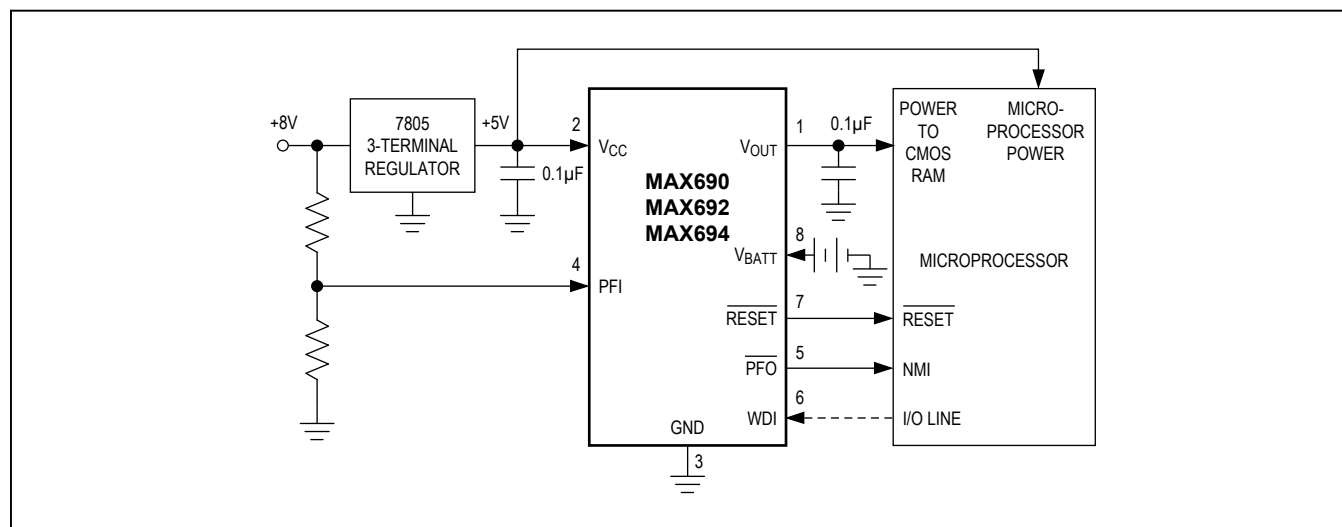 +8V
7805
3-TERMINAL
REGULATOR
+5V
0.1µF
2
VCC
4
PFI
MAX690
MAX692
MAX694
GND
3
VOUT
1
0.1µF
VBATT
8
RESET
7
PFO
5
WDI
6
POWER
TO
CMOS
RAM
MICRO-
PROCESSOR
POWER
MICROPROCESSOR
RESET
NMI
I/O LINE